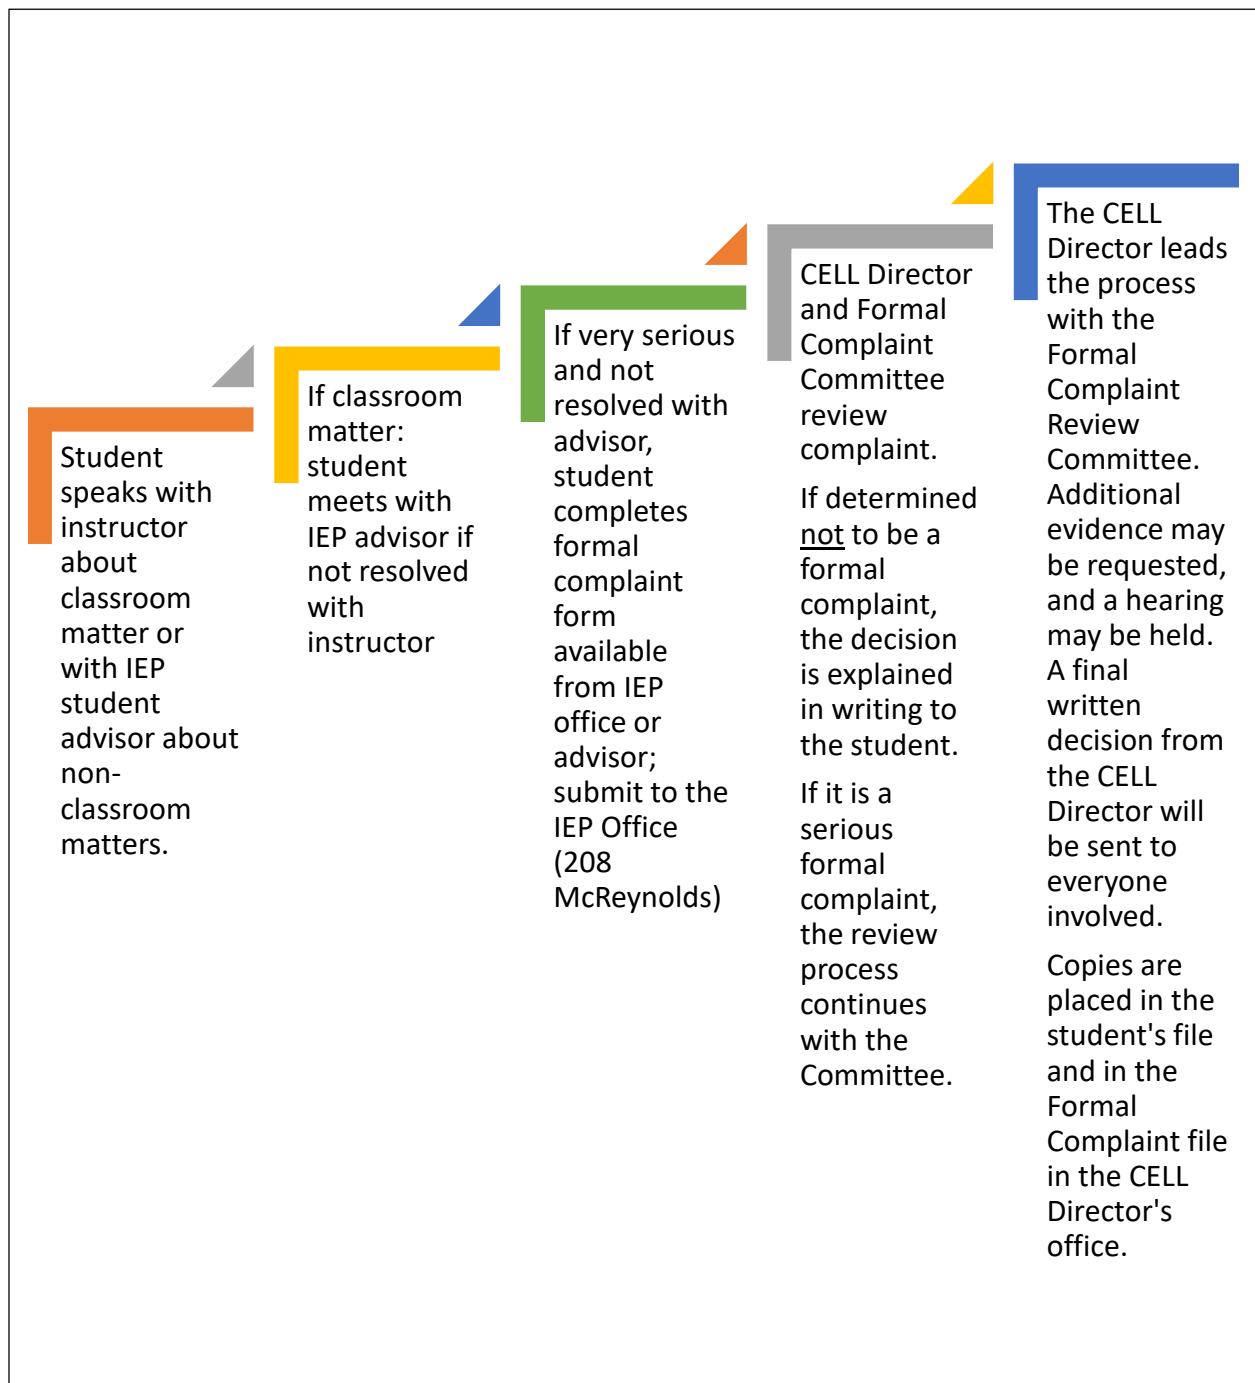 Student
speaks with
instructor
about
classroom
matter or
with IEP
student
advisor about
non-
classroom
matters.
If classroom
matter:
student
meets with
IEP advisor if
not resolved
with
instructor
If very serious
and not
resolved with
advisor,
student
completes
formal
complaint
form
available
from IEP
office or
advisor;
submit to the
IEP Office
(208
McReynolds)
CELL Director
and Formal
Complaint
Committee
review
complaint.
If determined
not to be a
formal
complaint,
the decision
is explained
in writing to
the student.
If it is a
serious
formal
complaint,
the review
process
continues
with the
Committee.
The CELL
Director leads
the process
with the
Formal
Complaint
Review
Committee.
Additional
evidence may
be requested,
and a hearing
may be held.
A final
written
decision from
the CELL
Director will
be sent to
everyone
involved.
Copies are
placed in the
student's file
and in the
Formal
Complaint file
in the CELL
Director's
office.